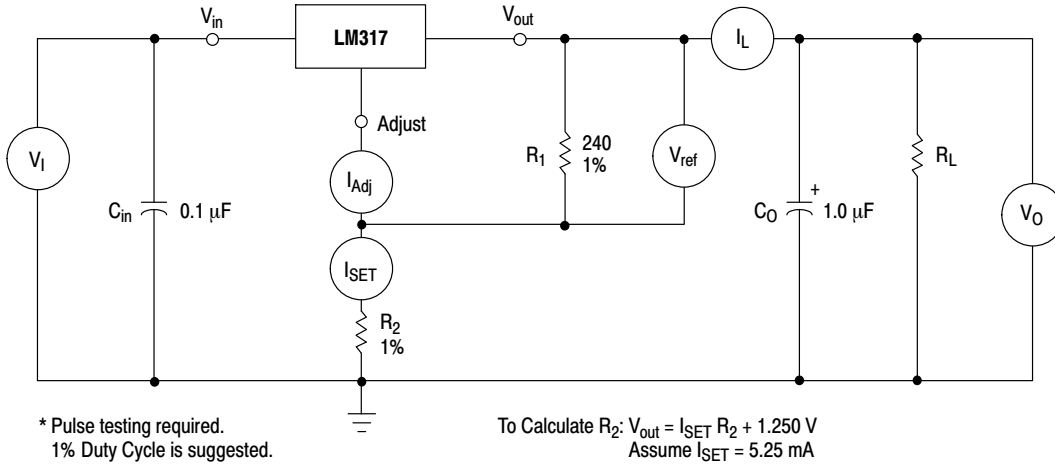 V_in
LM317
V_out
I_L
Adjust
V_I
R_1
240
1%
V_ref
R_L
I_Adj
C_in
0.1 μF
C_O
+
1.0 μF
V_O
I_SET
R_2
1%
* Pulse testing required.
1% Duty Cycle is suggested.
To Calculate R_2: V_out = I_SET R_2 + 1.250 V
Assume I_SET = 5.25 mA